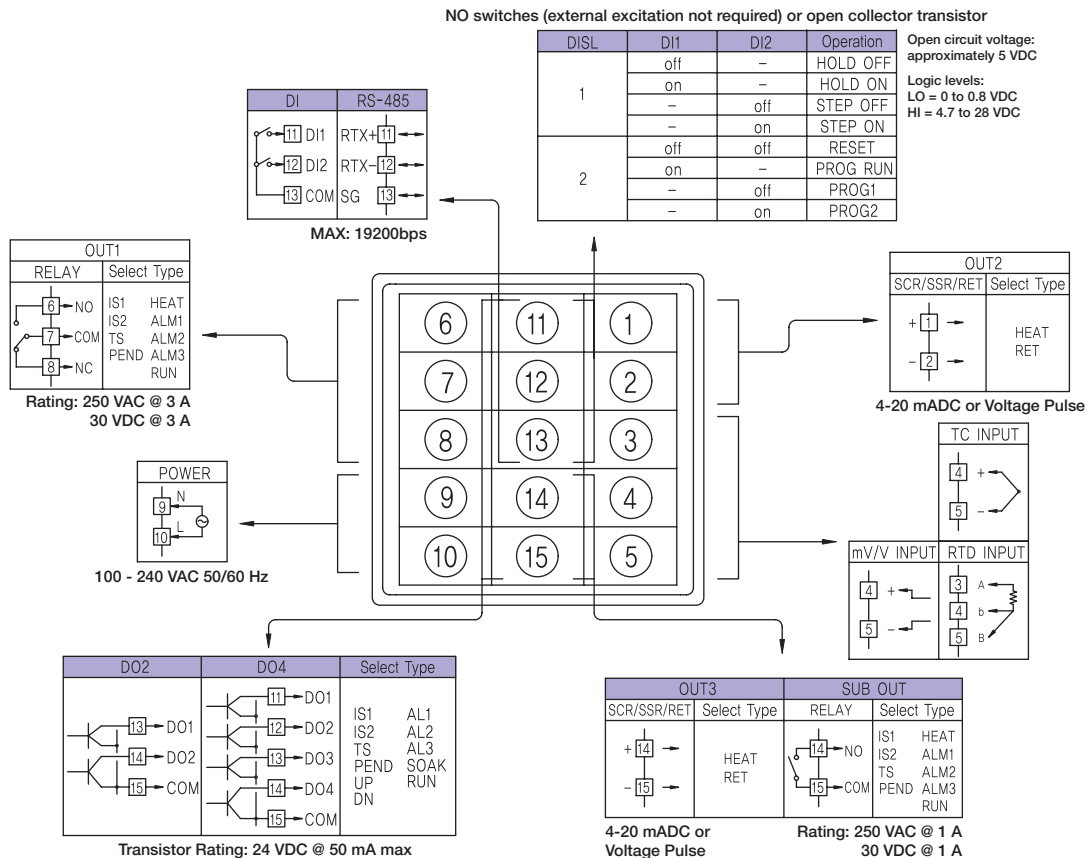 NO switches (external excitation not required) or open collector transistor
DISL DI1 DI2 Operation
1 off – HOLD OFF
on – HOLD ON
– off STEP OFF
– on STEP ON
2 off off RESET
on – PROG RUN
– off PROG1
– on PROG2
Open circuit voltage:
approximately 5 VDC
Logic levels:
LO = 0 to 0.8 VDC
HI = 4.7 to 28 VDC
DI RS-485
11 DI1 RTX+ 11
12 DI2 RTX- 12
13 COM SG 13
MAX: 19200bps
OUT1
RELAY Select Type
6 NO IS1 HEAT
IS2 ALM1
7 COM TS ALM2
PEND ALM3
8 NC RUN
Rating: 250 VAC @ 3 A
30 VDC @ 3 A
OUT2
SCR/SSR/RET Select Type
+ 1 HEAT
- 2 RET
4-20 mADC or Voltage Pulse
6 11 1
7 12 2
8 13 3
9 14 4
10 15 5
POWER
9 N
10 L
100 - 240 VAC 50/60 Hz
TC INPUT
4 +
5 -
mV/V INPUT RTD INPUT
4 + 3 A
4 b
5 - 5 B
DO2 DO4 Select Type
13 DO1
14 DO2
15 COM
11 DO1
12 DO2
13 DO3
14 DO4
15 COM
IS1 AL1
IS2 AL2
TS AL3
PEND SOAK
UP RUN
DN
Transistor Rating: 24 VDC @ 50 mA max
OUT3 SUB OUT
SCR/SSR/RET Select Type RELAY Select Type
+ 14 HEAT
- 15 RET
14 NO
15 COM
IS1 HEAT
IS2 ALM1
TS ALM2
PEND ALM3
RUN
4-20 mADC or
Voltage Pulse
Rating: 250 VAC @ 1 A
30 VDC @ 1 A